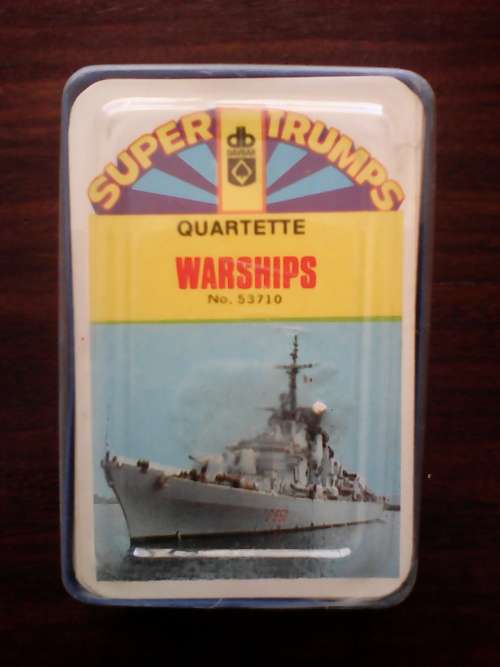 SUPER TRUMPS
db
QUARTETTE
WARSHIPS
No. 53710